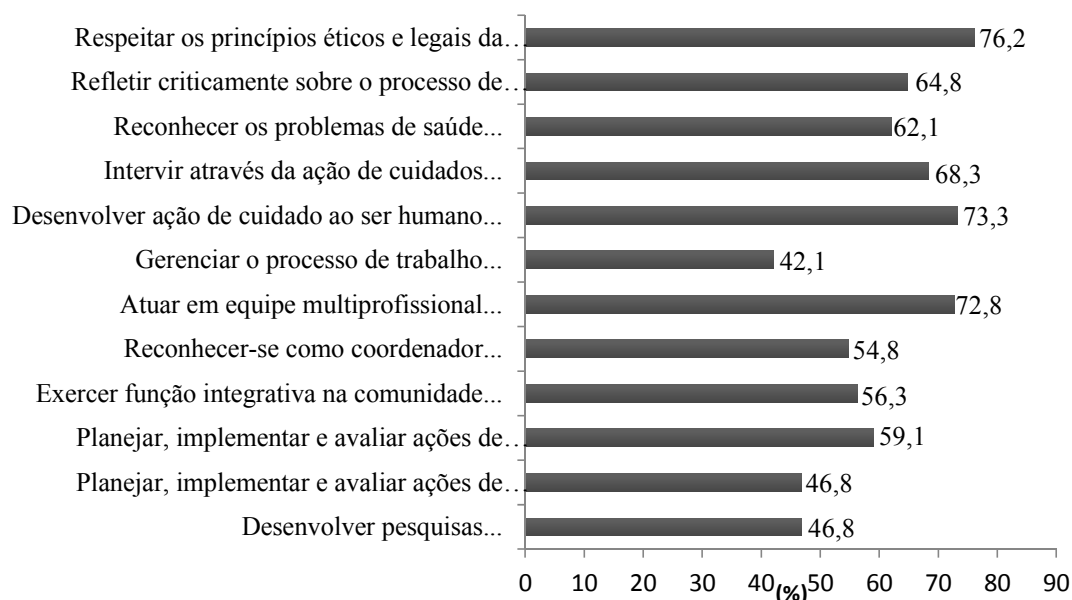 Respeitar os princípios éticos e legais da… 76,2
Refletir criticamente sobre o processo de… 64,8
Reconhecer os problemas de saúde... 62,1
Intervir através da ação de cuidados... 68,3
Desenvolver ação de cuidado ao ser humano... 73,3
Gerenciar o processo de trabalho... 42,1
Atuar em equipe multiprofissional... 72,8
Reconhecer-se como coordenador... 54,8
Exercer função integrativa na comunidade... 56,3
Planejar, implementar e avaliar ações de… 59,1
Planejar, implementar e avaliar ações de… 46,8
Desenvolver pesquisas... 46,8
0 10 20 30 40 50 60 70 80 90
(%)